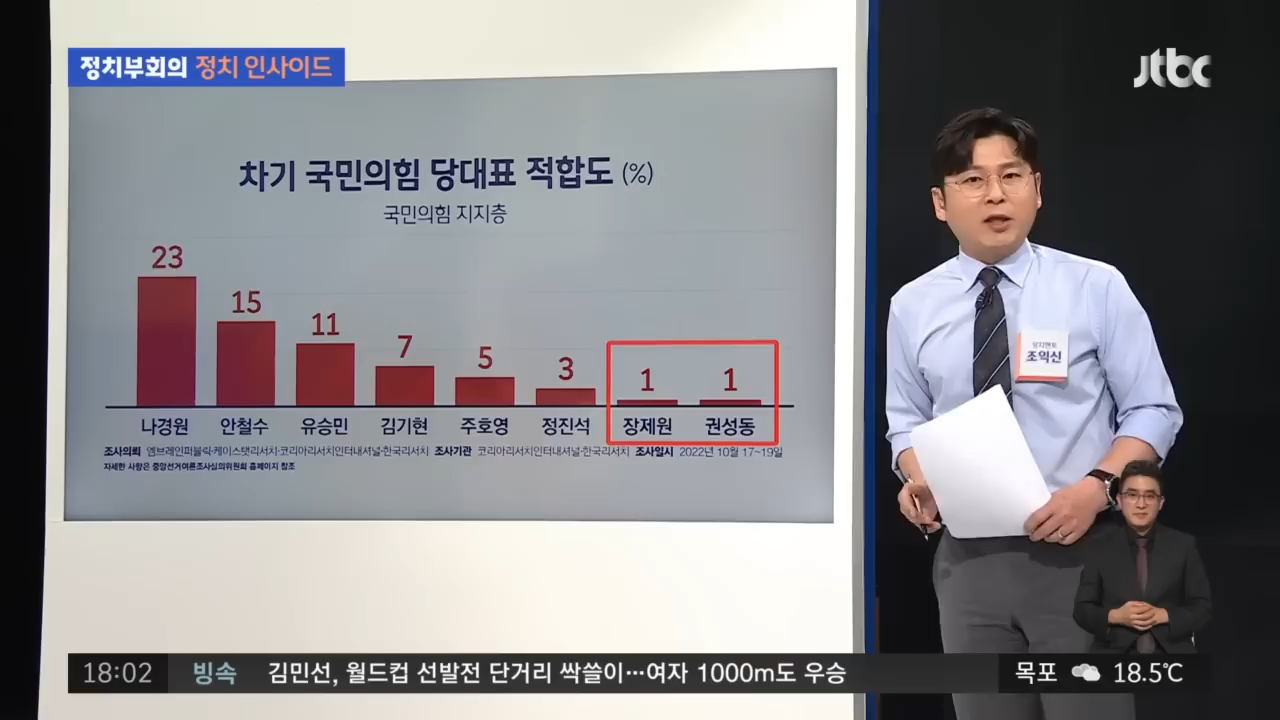 정치부회의 정치 인사이드
jtbc
차기 국민의힘 당대표 적합도 (%)
국민의힘 지지층
23
15
11
7
5
3
1
1
나경원
안철수
유승민
김기현
주호영
정진석
장제원
권성동
조사의뢰 엠브레인퍼블릭·케이스탯리서치·코리아리서치인터내셔널·한국리서치 조사기관 코리아리서치인터내셔널·한국리서치 조사일시 2022년 10월 17~19일
자세한 사항은 중앙선거여론조사심의위원회 홈페이지 참조
조익신
18:02 빙속 김민선, 월드컵 선발전 단거리 싹쓸이…여자 1000m도 우승 목포 18.5℃